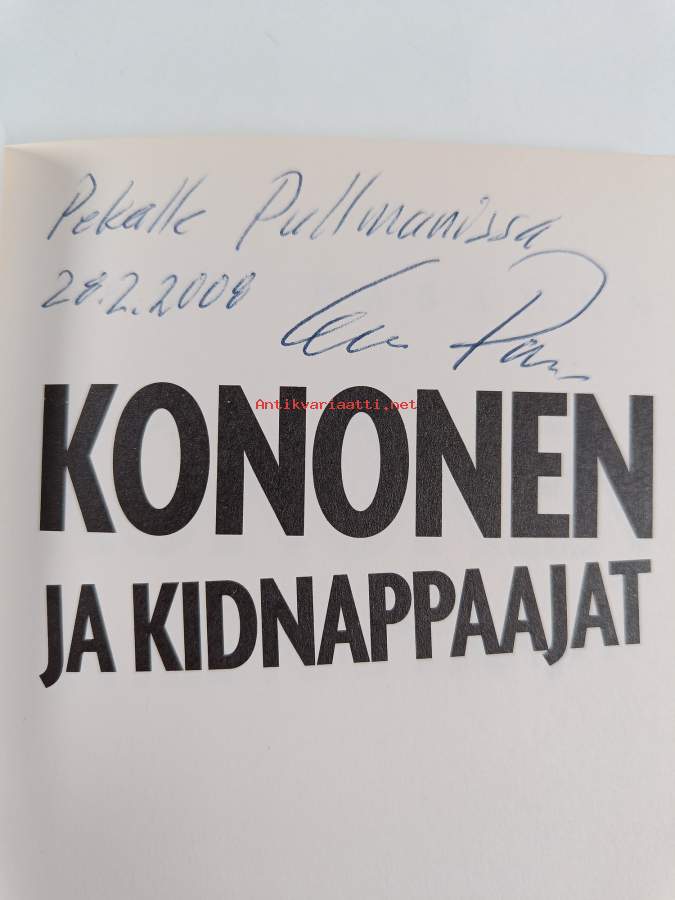 Pekalle Pullmanissa
28.2.2008
KONONEN
Antikvariaatti.net
JA KIDNAPPAAJAT